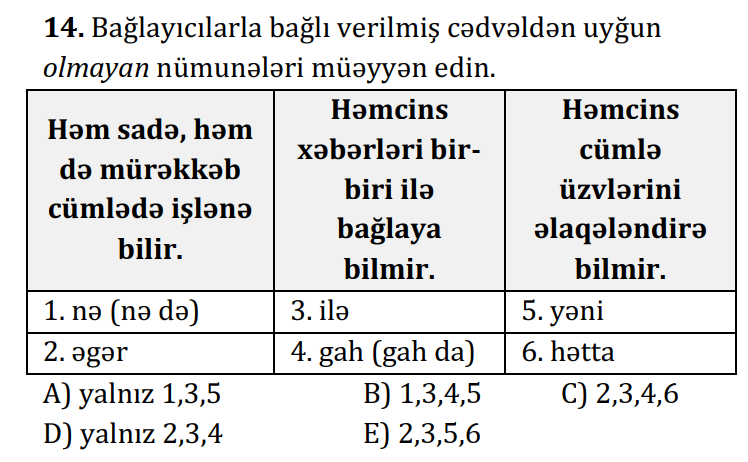 14. Bağlayıcılarla bağlı verilmiş cədvəldən uyğun
olmayan nümunələri müəyyən edin.
Həm sadə, həm
də mürəkkəb
cümlədə işlənə
bilir.
Həmcins
xəbərləri bir-
biri ilə
bağlaya
bilmir.
Həmcins
cümlə
üzvlərini
əlaqələndirə
bilmir.
1. nə (nə də) 3. ilə 5. yəni
2. əgər 4. gah (gah da) 6. hətta
A) yalnız 1,3,5 B) 1,3,4,5 C) 2,3,4,6
D) yalnız 2,3,4 E) 2,3,5,6